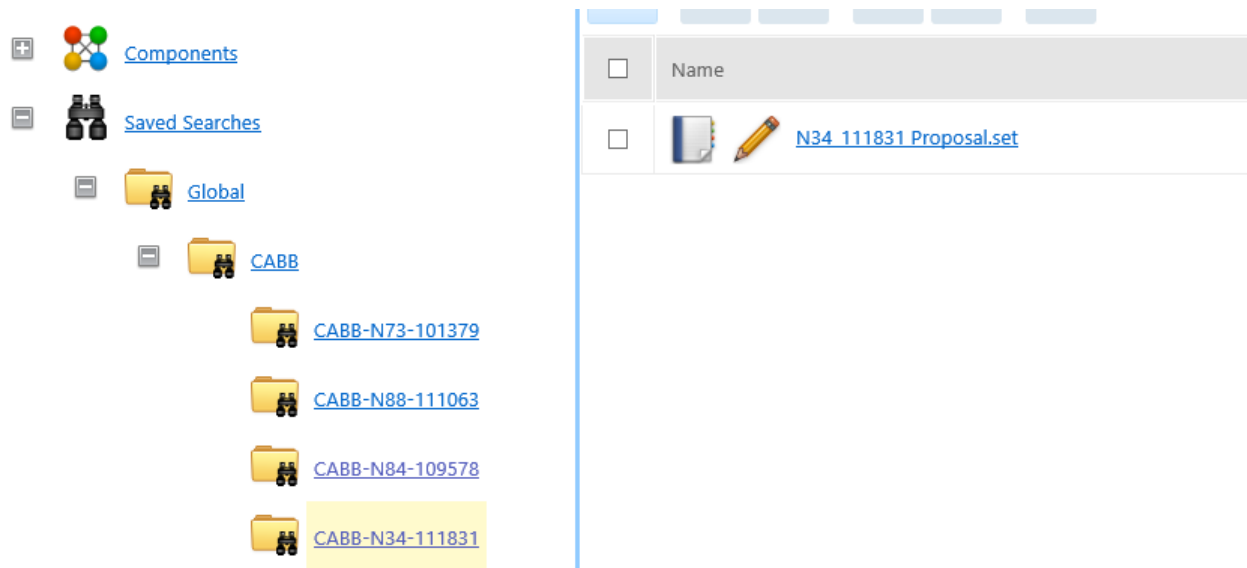 Components
Saved Searches
Global
CABB
CABB-N73-101379
CABB-N88-111063
CABB-N84-109578
CABB-N34-111831
Name
N34_111831 Proposal.set